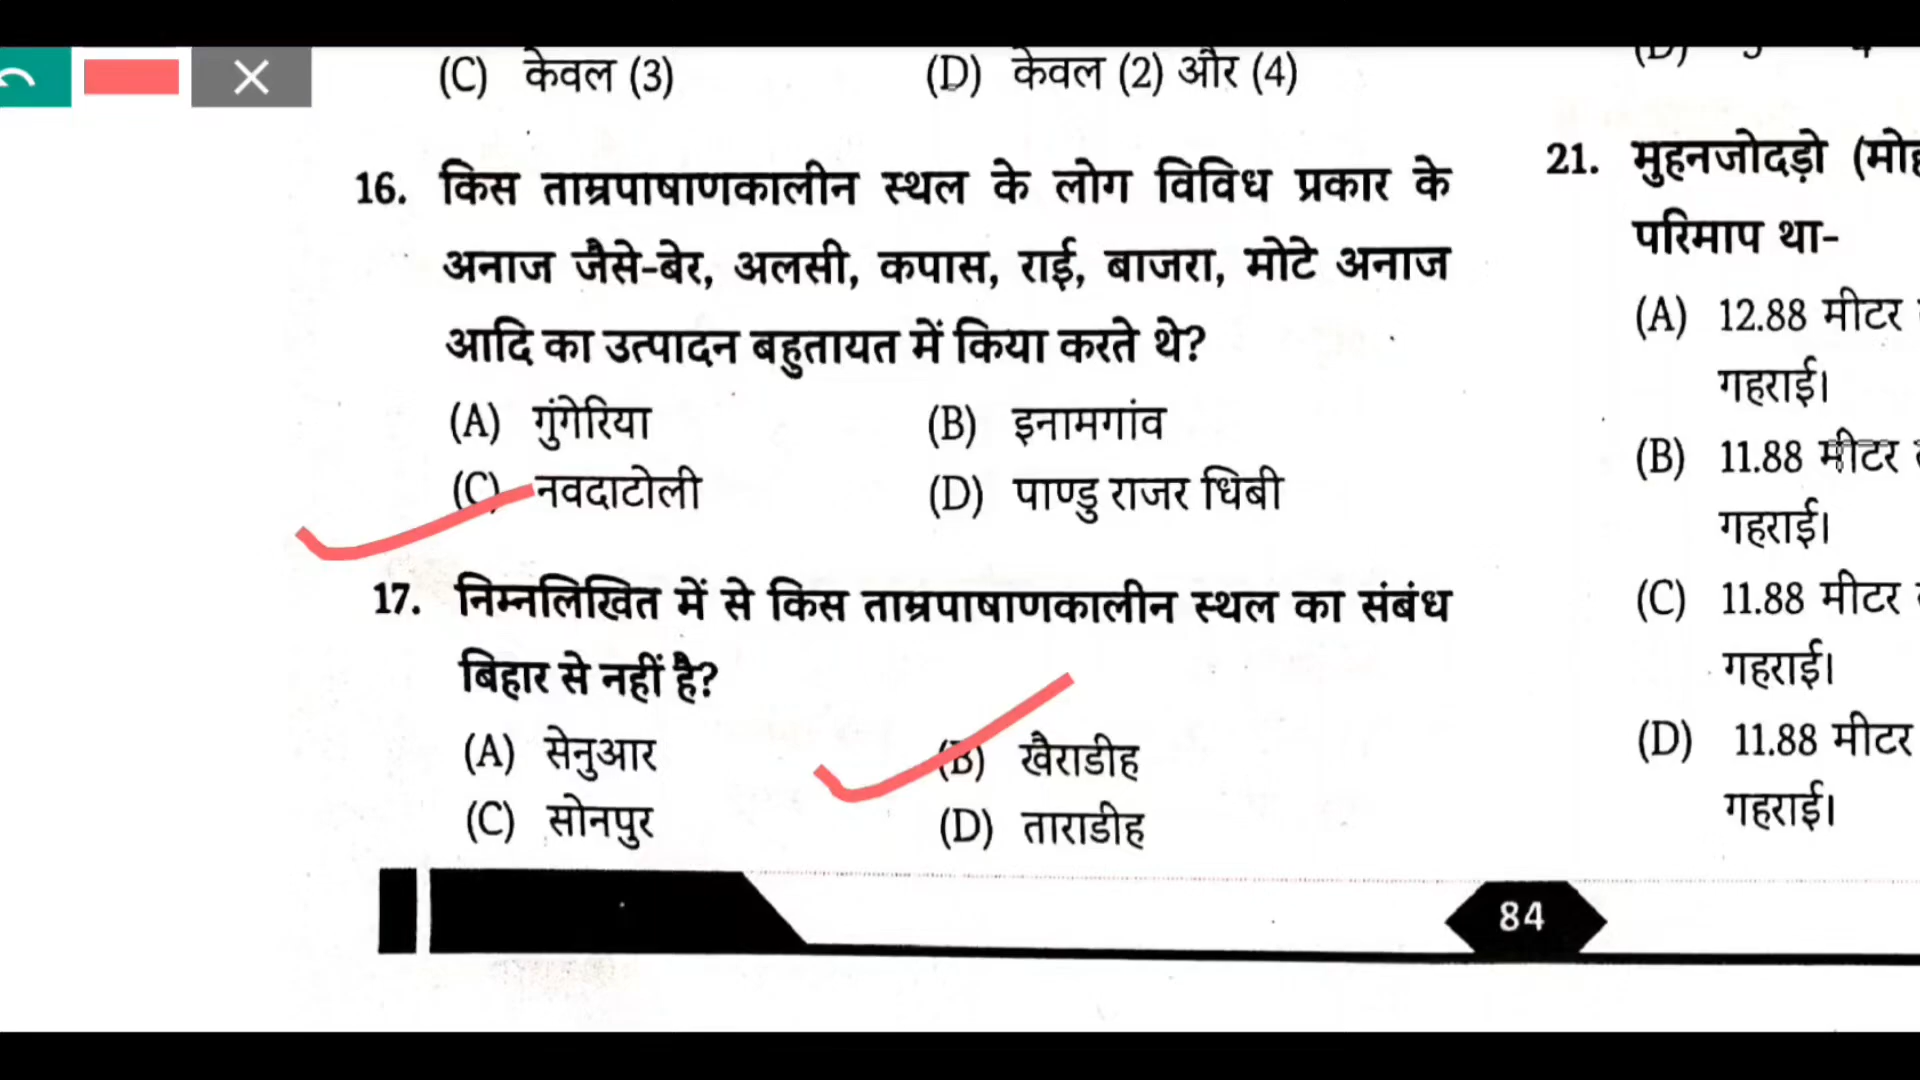 (C) केवल (3) (D) केवल (2) और (4)
16. किस ताम्रपाषाणकालीन स्थल के लोग विविध प्रकार के
अनाज जैसे-बेर, अलसी, कपास, राई, बाजरा, मोटे अनाज
आदि का उत्पादन बहुतायत में किया करते थे?
(A) गुंगेरिया (B) इनामगांव
(C) नवदाटोली (D) पाण्डु राजर धिबी
17. निम्नलिखित में से किस ताम्रपाषाणकालीन स्थल का संबंध
बिहार से नहीं है?
(A) सेनुआर (B) खैराडीह
(C) सोनपुर (D) ताराडीह
84
21. मुहनजोदड़ो
परिमाप था-
(A) 12.88 मीटर
गहराई।
(B) 11.88 मीटर
गहराई।
(C) 11.88 मीटर
गहराई।
(D) 11.88 मीटर
गहराई।